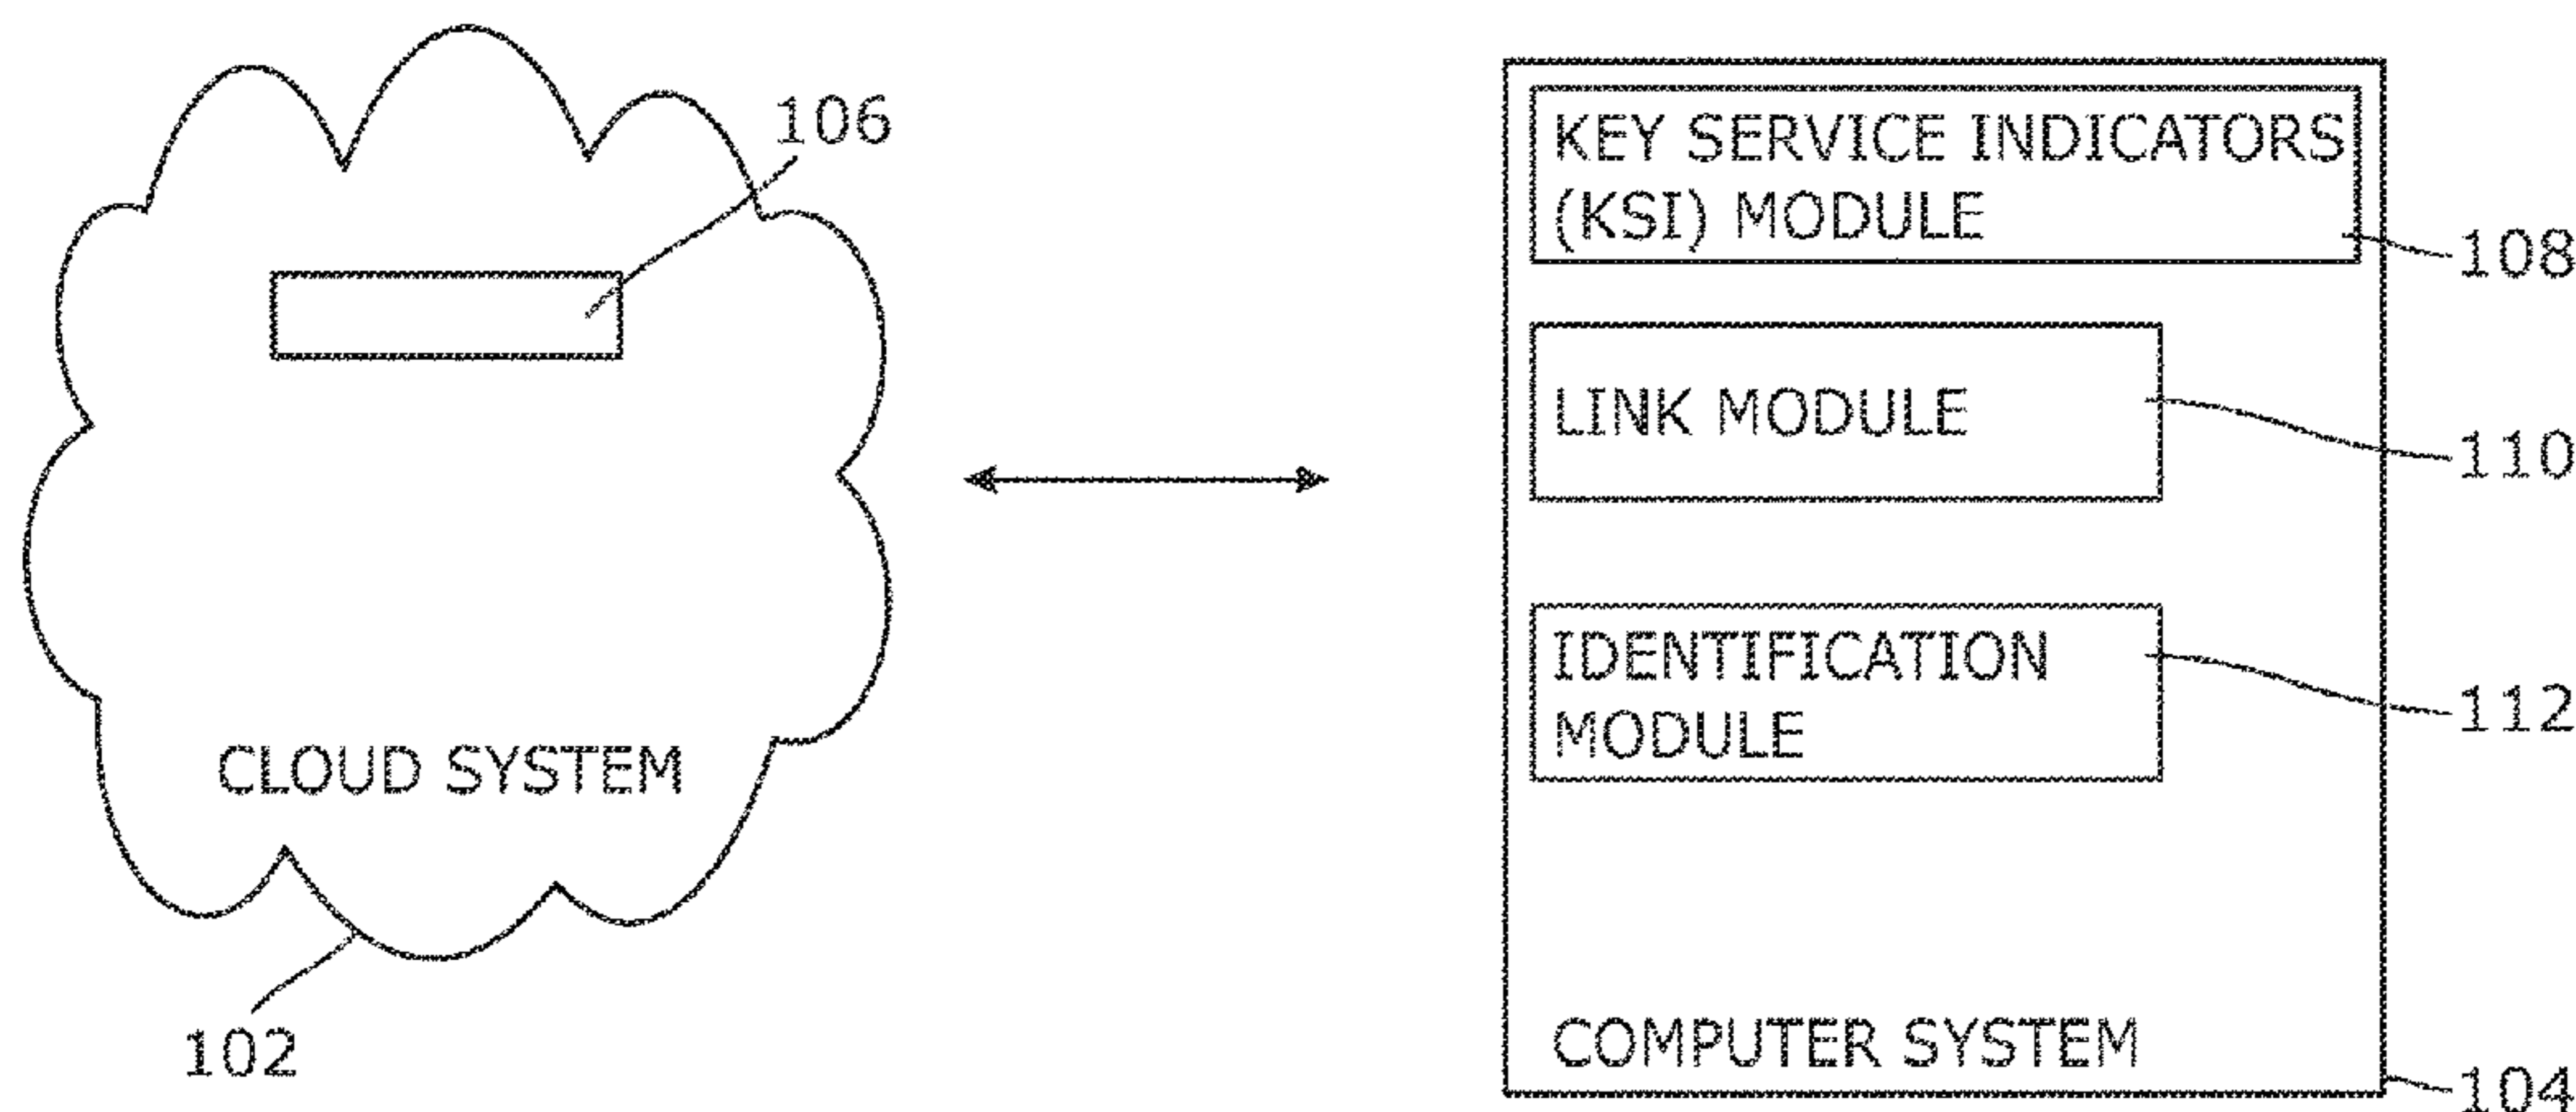 106
CLOUD SYSTEM
102
KEY SERVICE INDICATORS
(KSI) MODULE
108
LINK MODULE
110
IDENTIFICATION
MODULE
112
COMPUTER SYSTEM
104